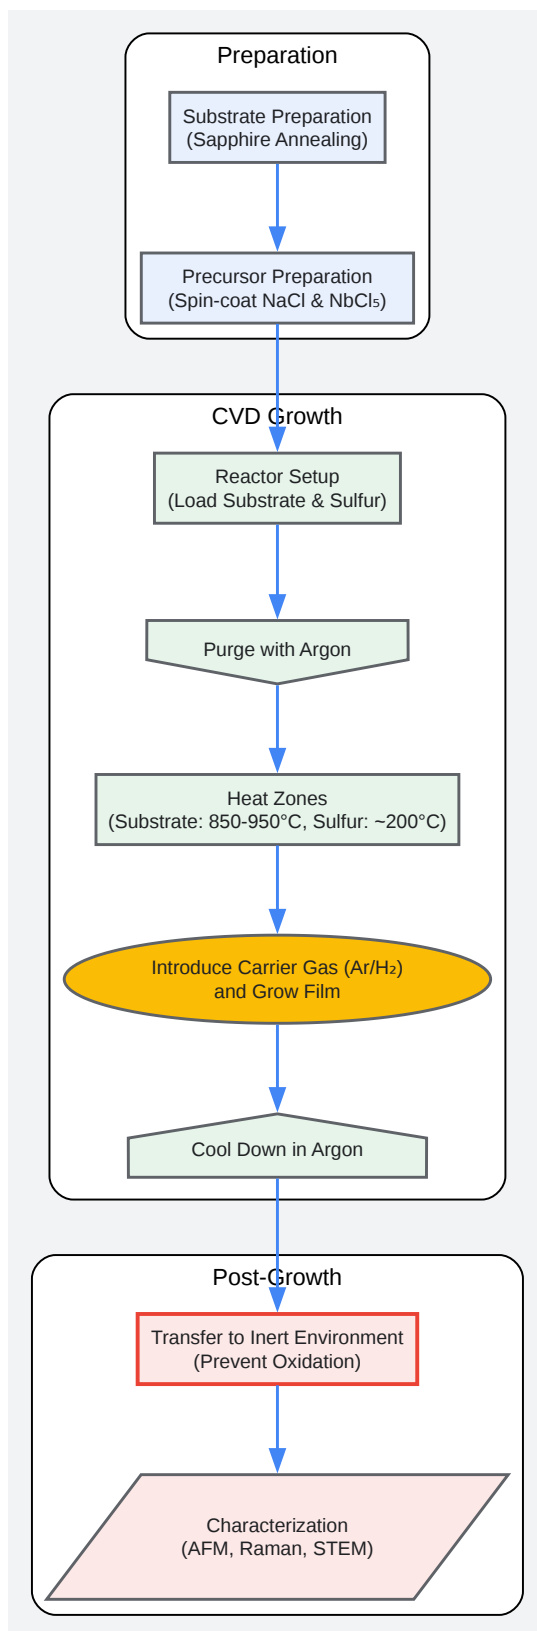 Preparation
Substrate Preparation
(Sapphire Annealing)
Precursor Preparation
(Spin-coat NaCl & NbCl₅)
CVD Growth
Reactor Setup
(Load Substrate & Sulfur)
Purge with Argon
Heat Zones
(Substrate: 850-950°C, Sulfur: ~200°C)
Introduce Carrier Gas (Ar/H₂)
and Grow Film
Cool Down in Argon
Post-Growth
Transfer to Inert Environment
(Prevent Oxidation)
Characterization
(AFM, Raman, STEM)